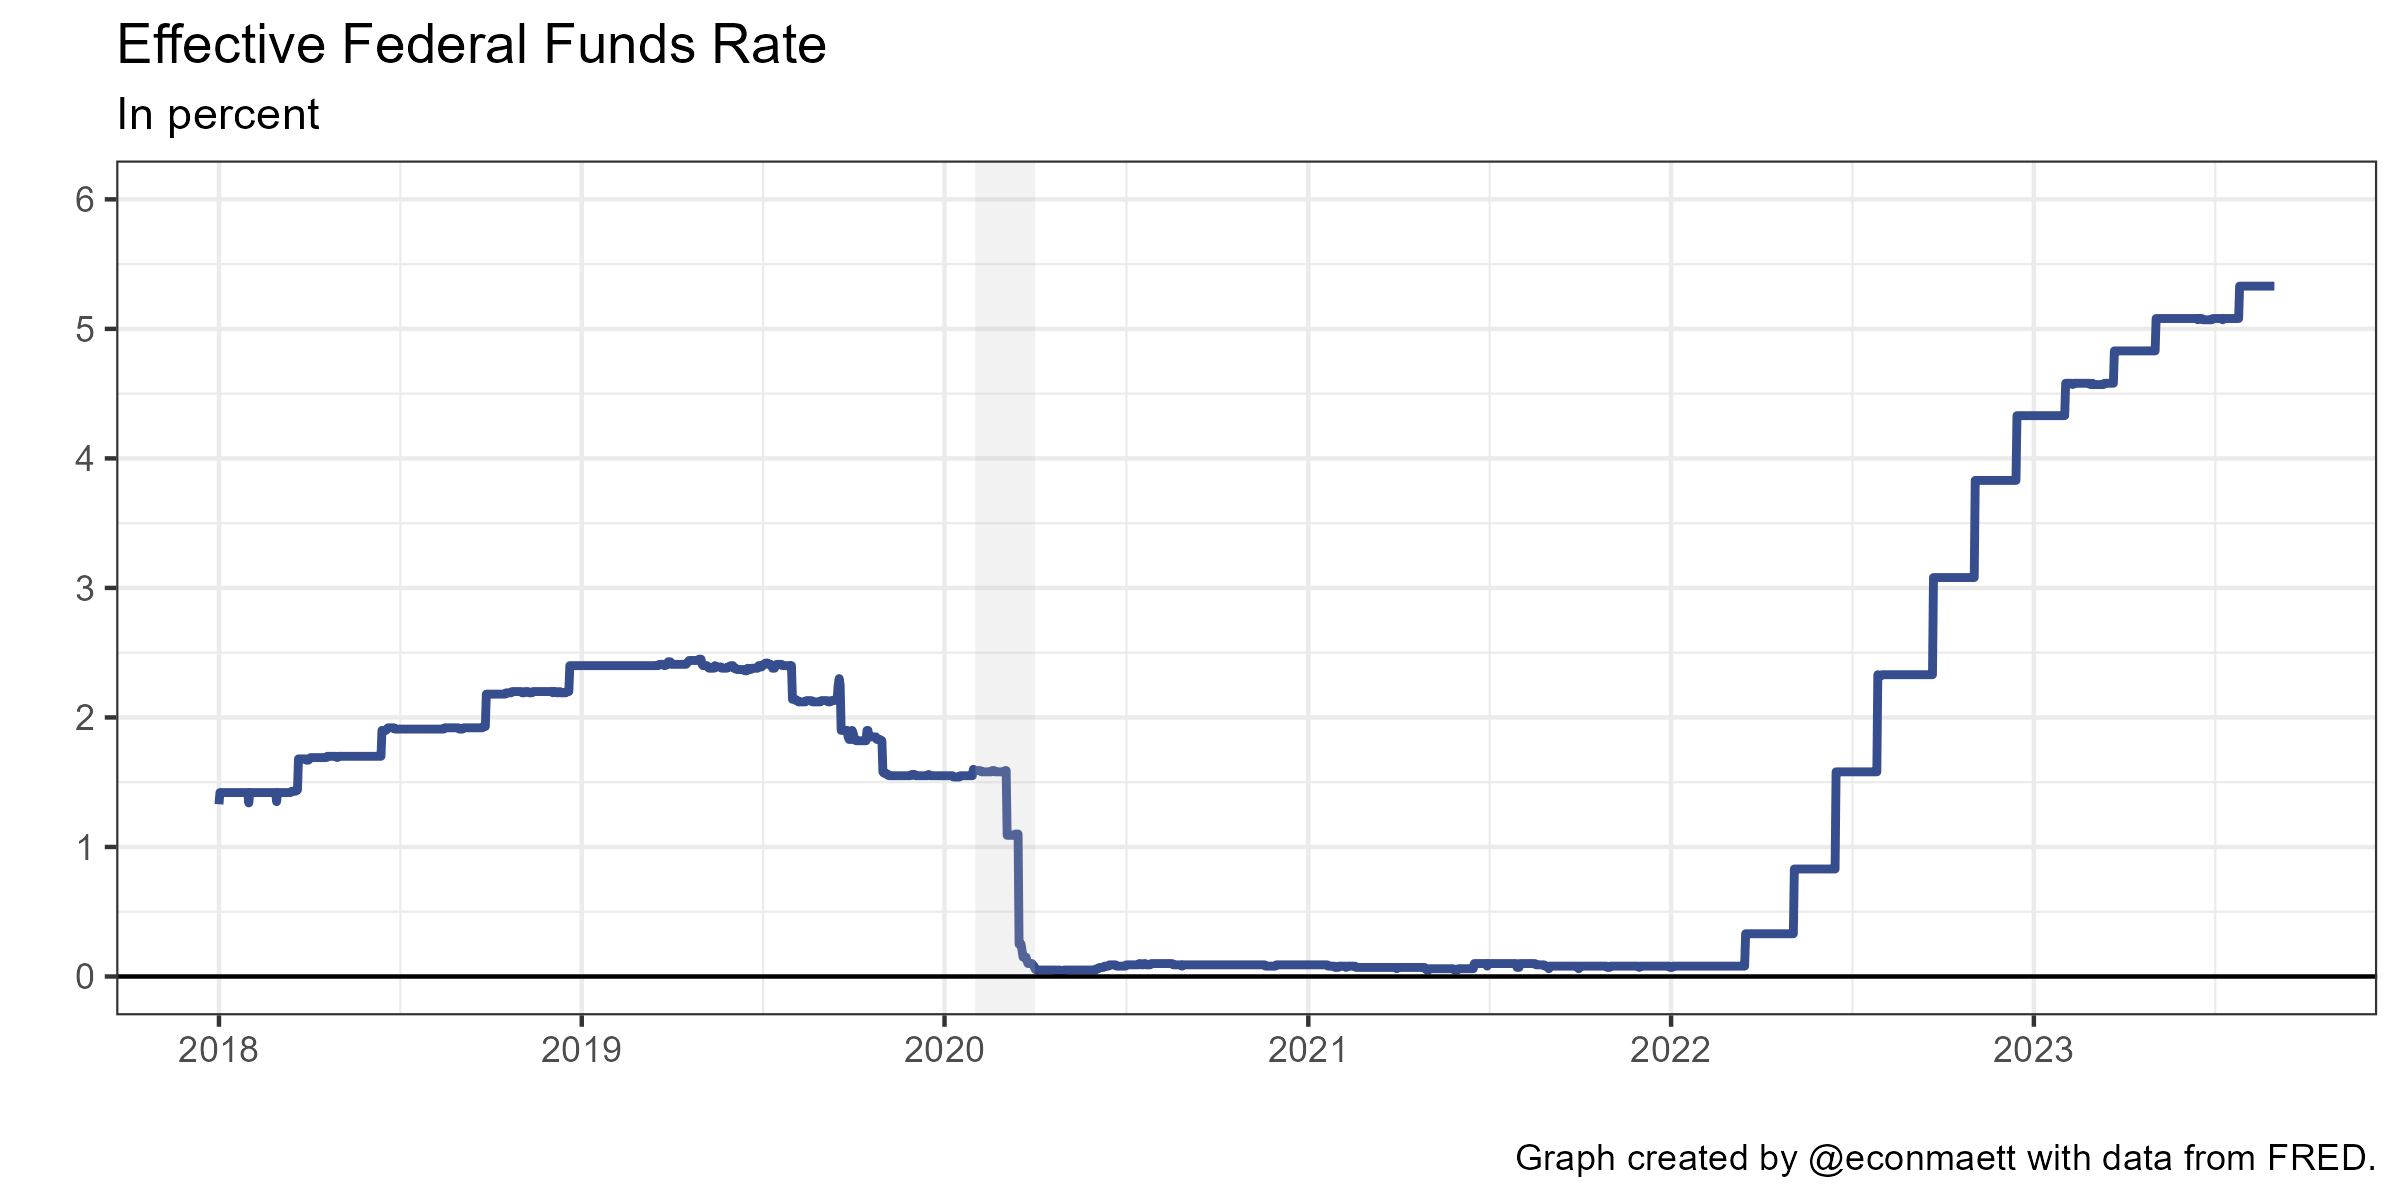 Effective Federal Funds Rate
In percent
6
5
4
3
2
1
0
2018 2019 2020 2021 2022 2023
Graph created by @econmaett with data from FRED.